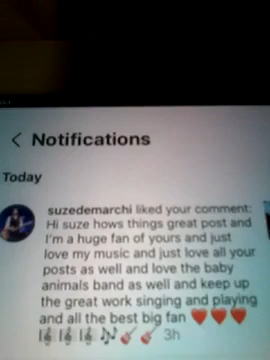 < Notifications
Today
suzedemarchi liked your comment:
Hi suze hows things great post and
I'm a huge fan of yours and just
love my music and just love all your
posts as well and love the baby
animals band as well and keep up
the great work singing and playing
and all the best big fan ❤️❤️❤️
🎼🎼🎼🎶🎸🎸 3h